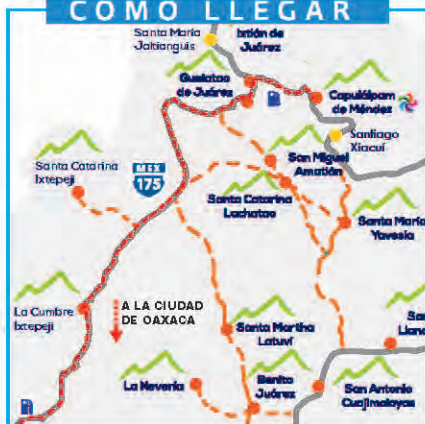 COMO LLEGAR
Santa María
Jaltianguis
Ixtlán de
Juárez
Guelatao
de Juárez
Capulálpam
de Méndez
Santiago
Xiacuí
San Miguel
Amatlán
Santa Catarina
Ixtepeji
MEX
175
Santa Catarina
Lachatao
Santa María
Yavesía
La Cumbre
Ixtepeji
A LA CIUDAD
DE OAXACA
Santa Martha
Latuvi
La Nevería
Benito
Juárez
San Antonio
Cuajimoloyas